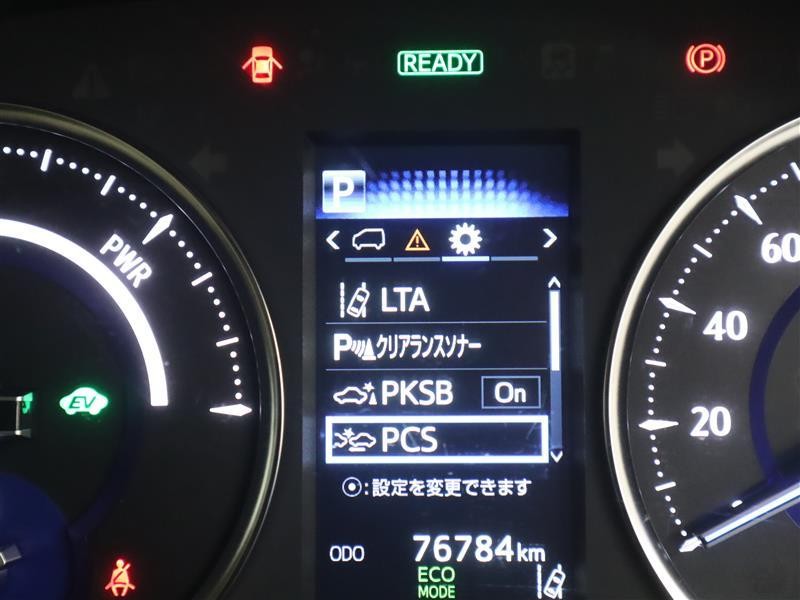 READY
P
P
PWR
LTA
Pクリアランスソナー
PKSB On
PCS
:設定を変更できます
ODO 76784km
ECO
MODE
EV
60
40
20